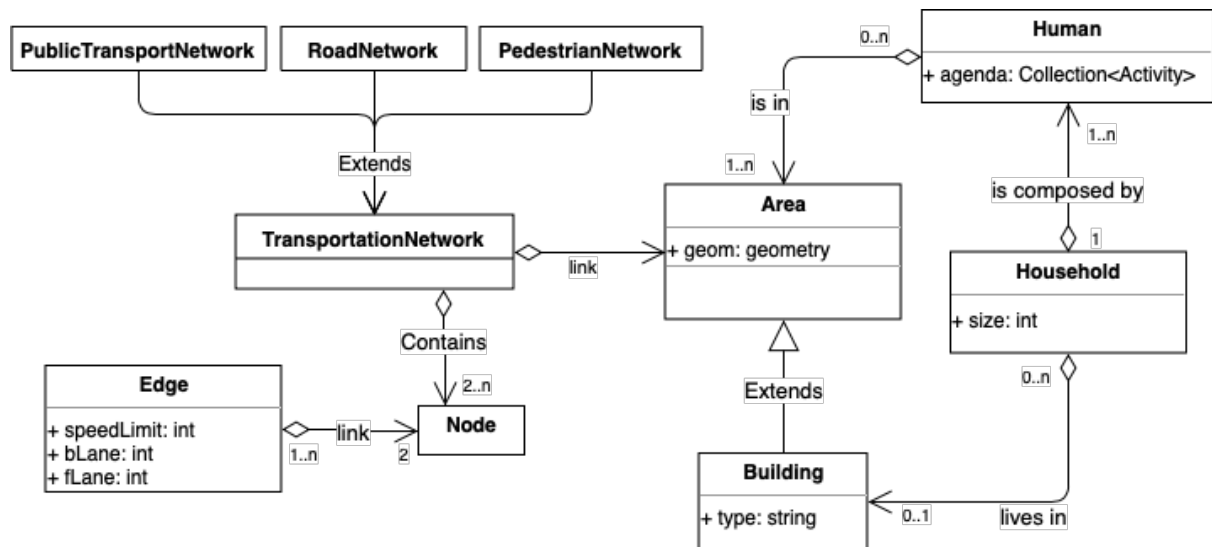 PublicTransportNetwork
RoadNetwork
PedestrianNetwork
Extends
TransportationNetwork
link
Contains
2..n
Edge
+ speedLimit: int
+ bLane: int
+ fLane: int
1..n
link
2
Node
0..n
is in
1..n
Area
+ geom: geometry
Extends
Building
+ type: string
Human
+ agenda: Collection<Activity>
1..n
is composed by
1
Household
+ size: int
0..n
lives in
0..1